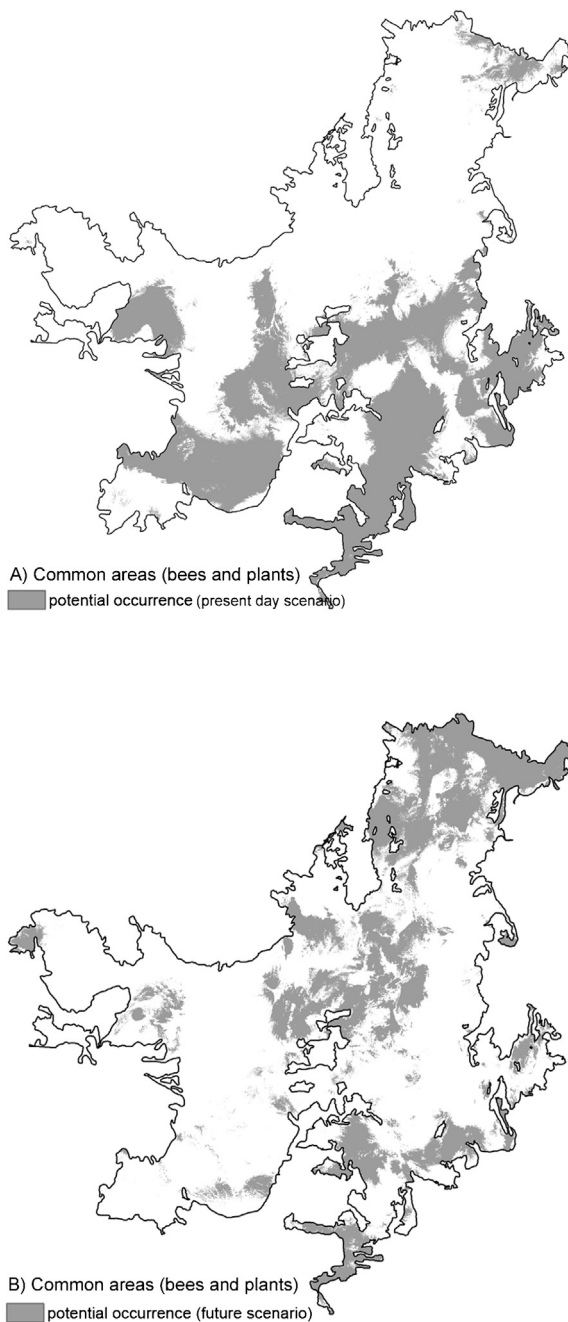 A) Common areas (bees and plants)
potential occurrence (present day scenario)
B) Common areas (bees and plants)
potential occurrence (future scenario)